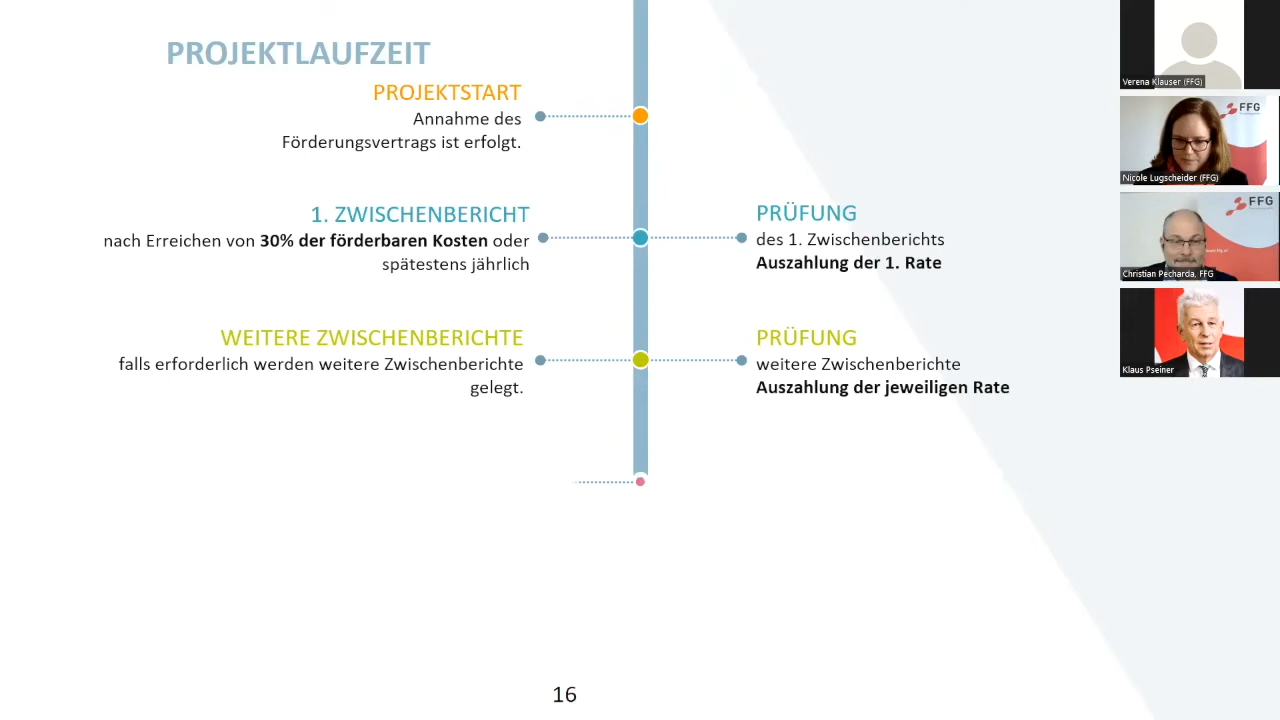 PROJEKTLAUFZEIT
PROJEKTSTART
Annahme des
Förderungsvertrags ist erfolgt.
1. ZWISCHENBERICHT
nach Erreichen von 30% der förderbaren Kosten oder
spätestens jährlich
PRÜFUNG
des 1. Zwischenberichts
Auszahlung der 1. Rate
WEITERE ZWISCHENBERICHTE
falls erforderlich werden weitere Zwischenberichte
gelegt.
PRÜFUNG
weitere Zwischenberichte
Auszahlung der jeweiligen Rate
16
Verena Klauser (FFG)
FFG
Nicole Lugscheider (FFG)
FFG
Christian Pecharda, FFG
Klaus Pseiner